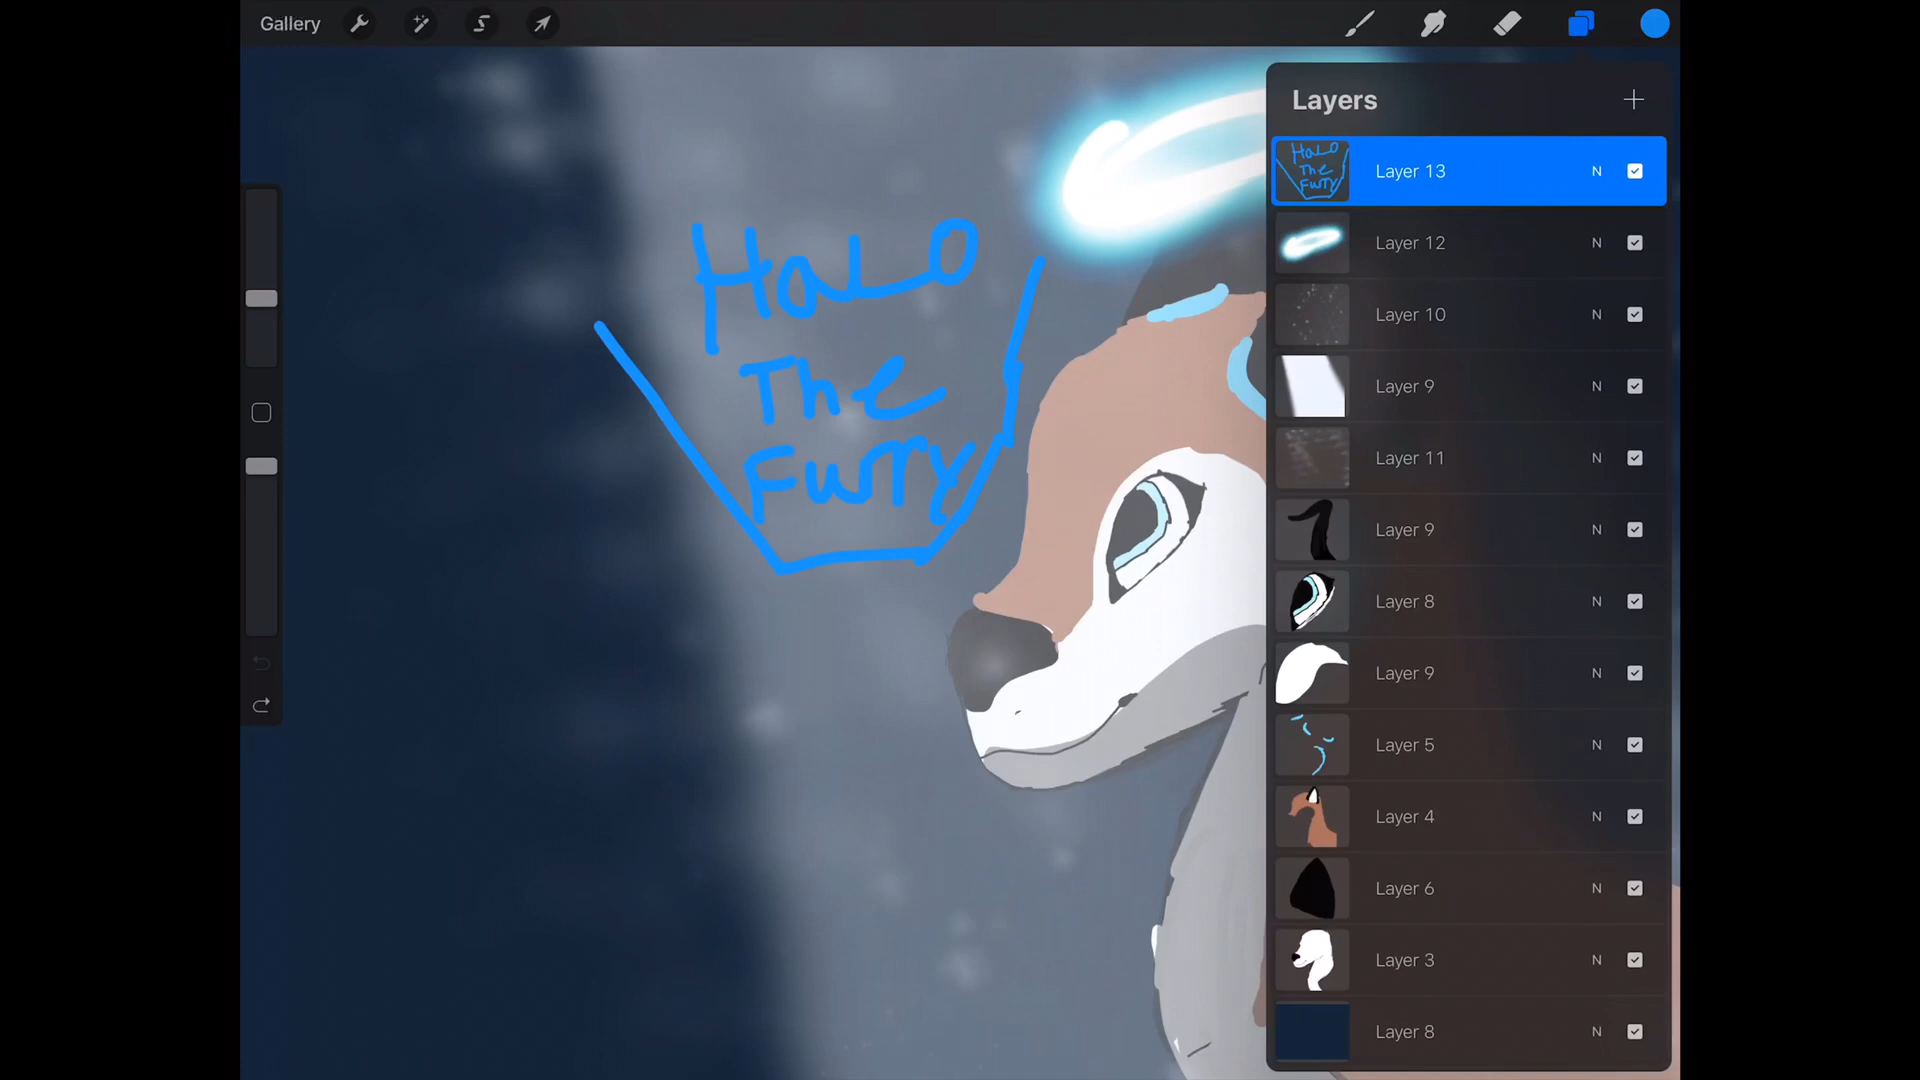 Gallery
Layers
HaLO
The
Furry
Layer 13 N
Layer 12 N
Layer 10 N
Layer 9 N
Layer 11 N
Layer 9 N
Layer 8 N
Layer 9 N
Layer 5 N
Layer 4 N
Layer 6 N
Layer 3 N
Layer 8 N